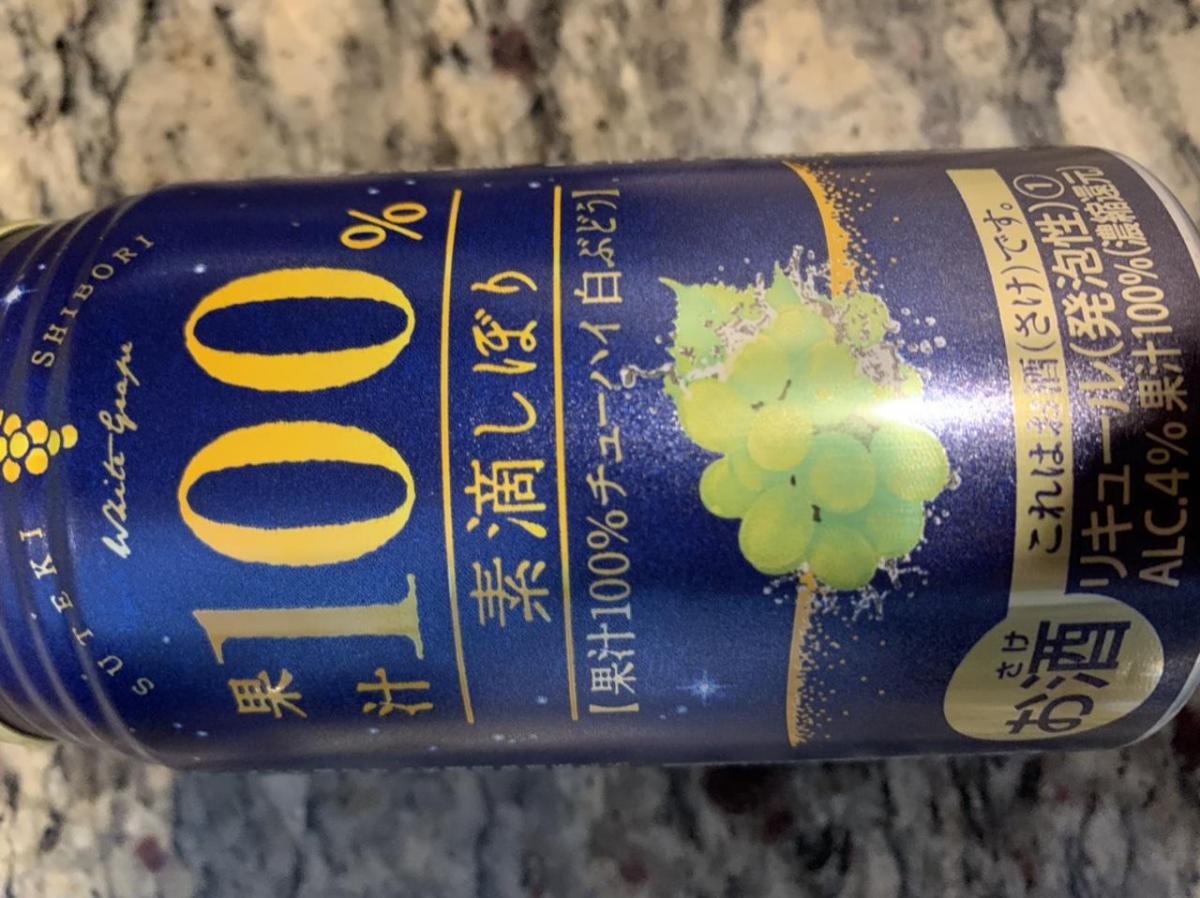 SUTEKI SHIBORI
White Grape
果汁100%
素滴しぼり
【果汁100%チューハイ 白ぶどう】
お酒 さけ
これはお酒(さけ)です。
リキュール(発泡性)①
ALC.4% 果汁100%(濃縮還元)